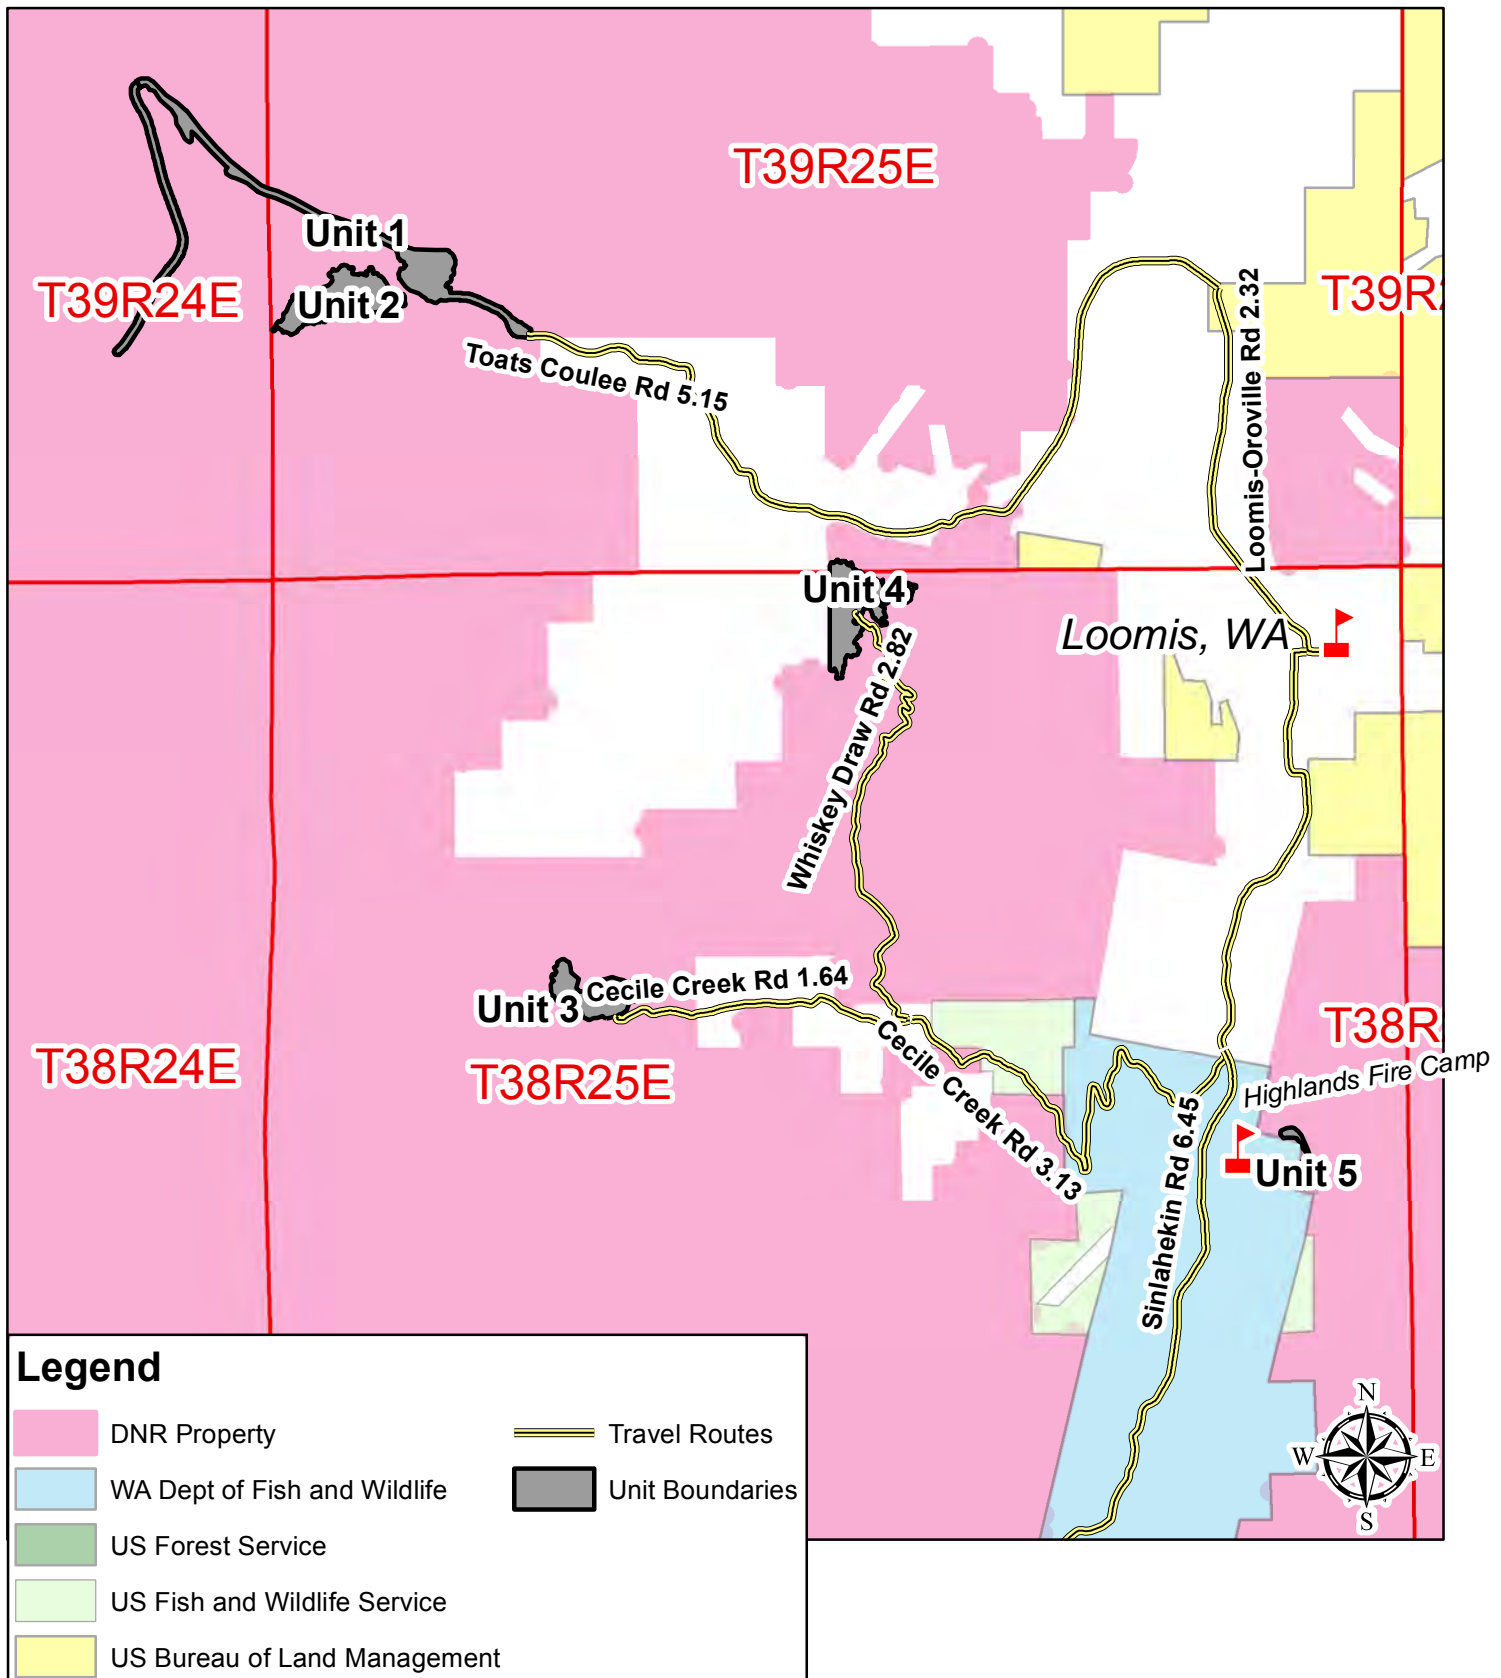 T39R25E
Unit 1
T39R24E
Unit 2
Loomis-Oroville Rd 2.32
T39R2
Toats Coulee Rd 5.15
Unit 4
Loomis, WA
Whiskey Draw Rd 2.82
Cecile Creek Rd 1.64
Unit 3
T38R24E
T38R25E
Cecile Creek Rd 3.13
T38R
Highlands Fire Camp
Sinlahekin Rd 6.45
Unit 5
Legend
DNR Property
Travel Routes
WA Dept of Fish and Wildlife
Unit Boundaries
US Forest Service
US Fish and Wildlife Service
US Bureau of Land Management
N
W
E
S